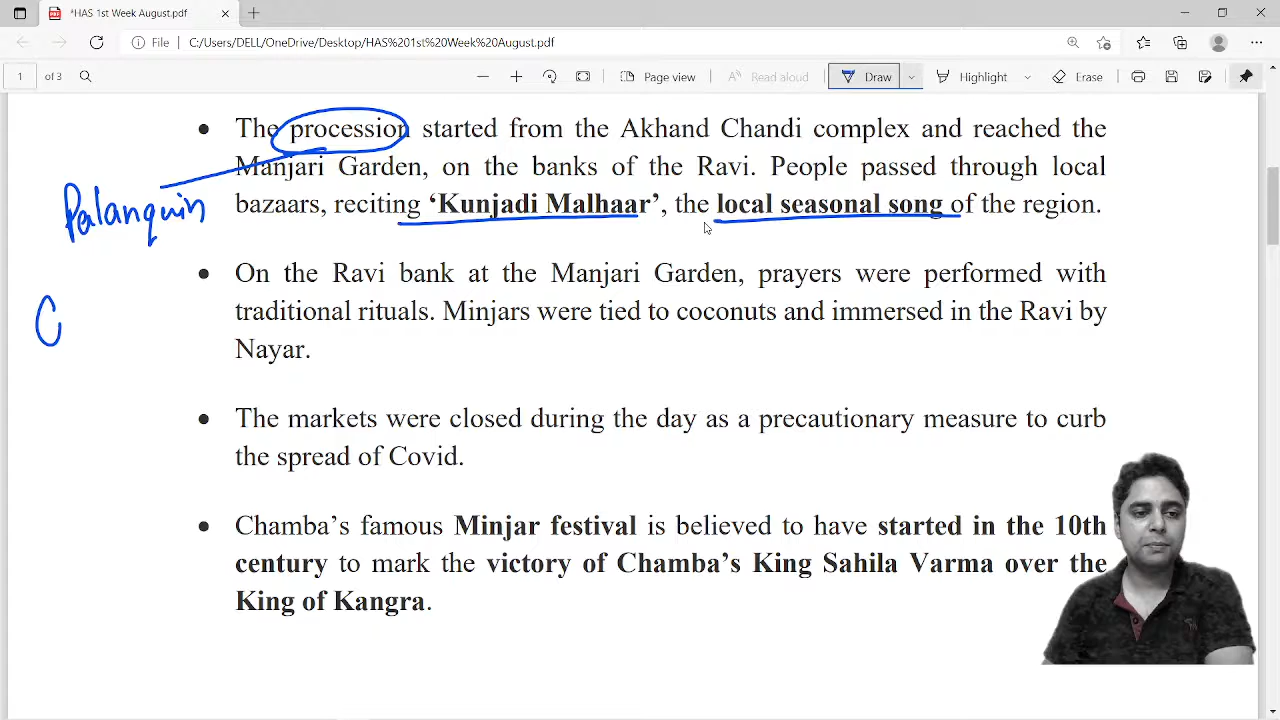 *HAS 1st Week August.pdf
File C:/Users/DELL/OneDrive/Desktop/HAS%201st%20Week%20August.pdf
1 of 3 Page view Read aloud Draw Highlight Erase
• The procession started from the Akhand Chandi complex and reached the
Manjari Garden, on the banks of the Ravi. People passed through local
Palanquin
bazaars, reciting ‘Kunjadi Malhaar’, the local seasonal song of the region.
• On the Ravi bank at the Manjari Garden, prayers were performed with
traditional rituals. Minjars were tied to coconuts and immersed in the Ravi by
Nayar.
• The markets were closed during the day as a precautionary measure to curb
the spread of Covid.
• Chamba’s famous Minjar festival is believed to have started in the 10th
century to mark the victory of Chamba’s King Sahila Varma over the
King of Kangra.